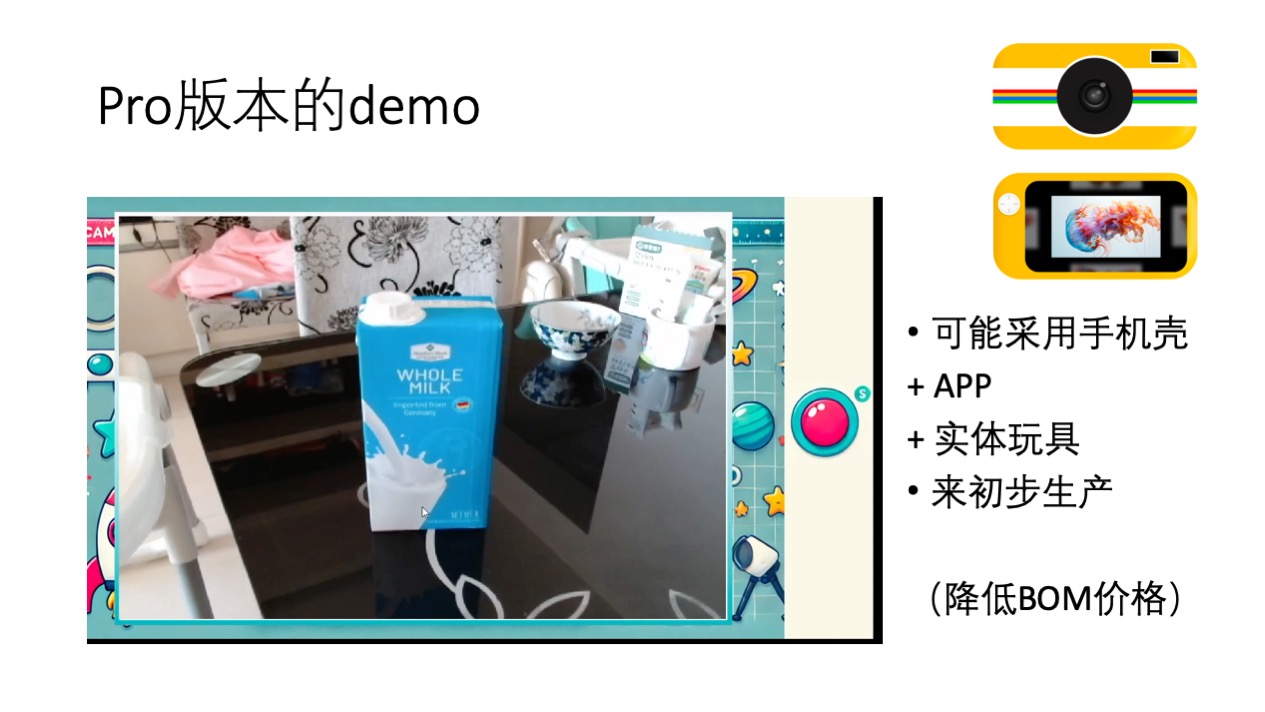 Pro版本的demo
CAM
WHOLE
MILK
Imported from
Germany
S
• 可能采用手机壳
+ APP
+ 实体玩具
• 来初步生产
（降低BOM价格）